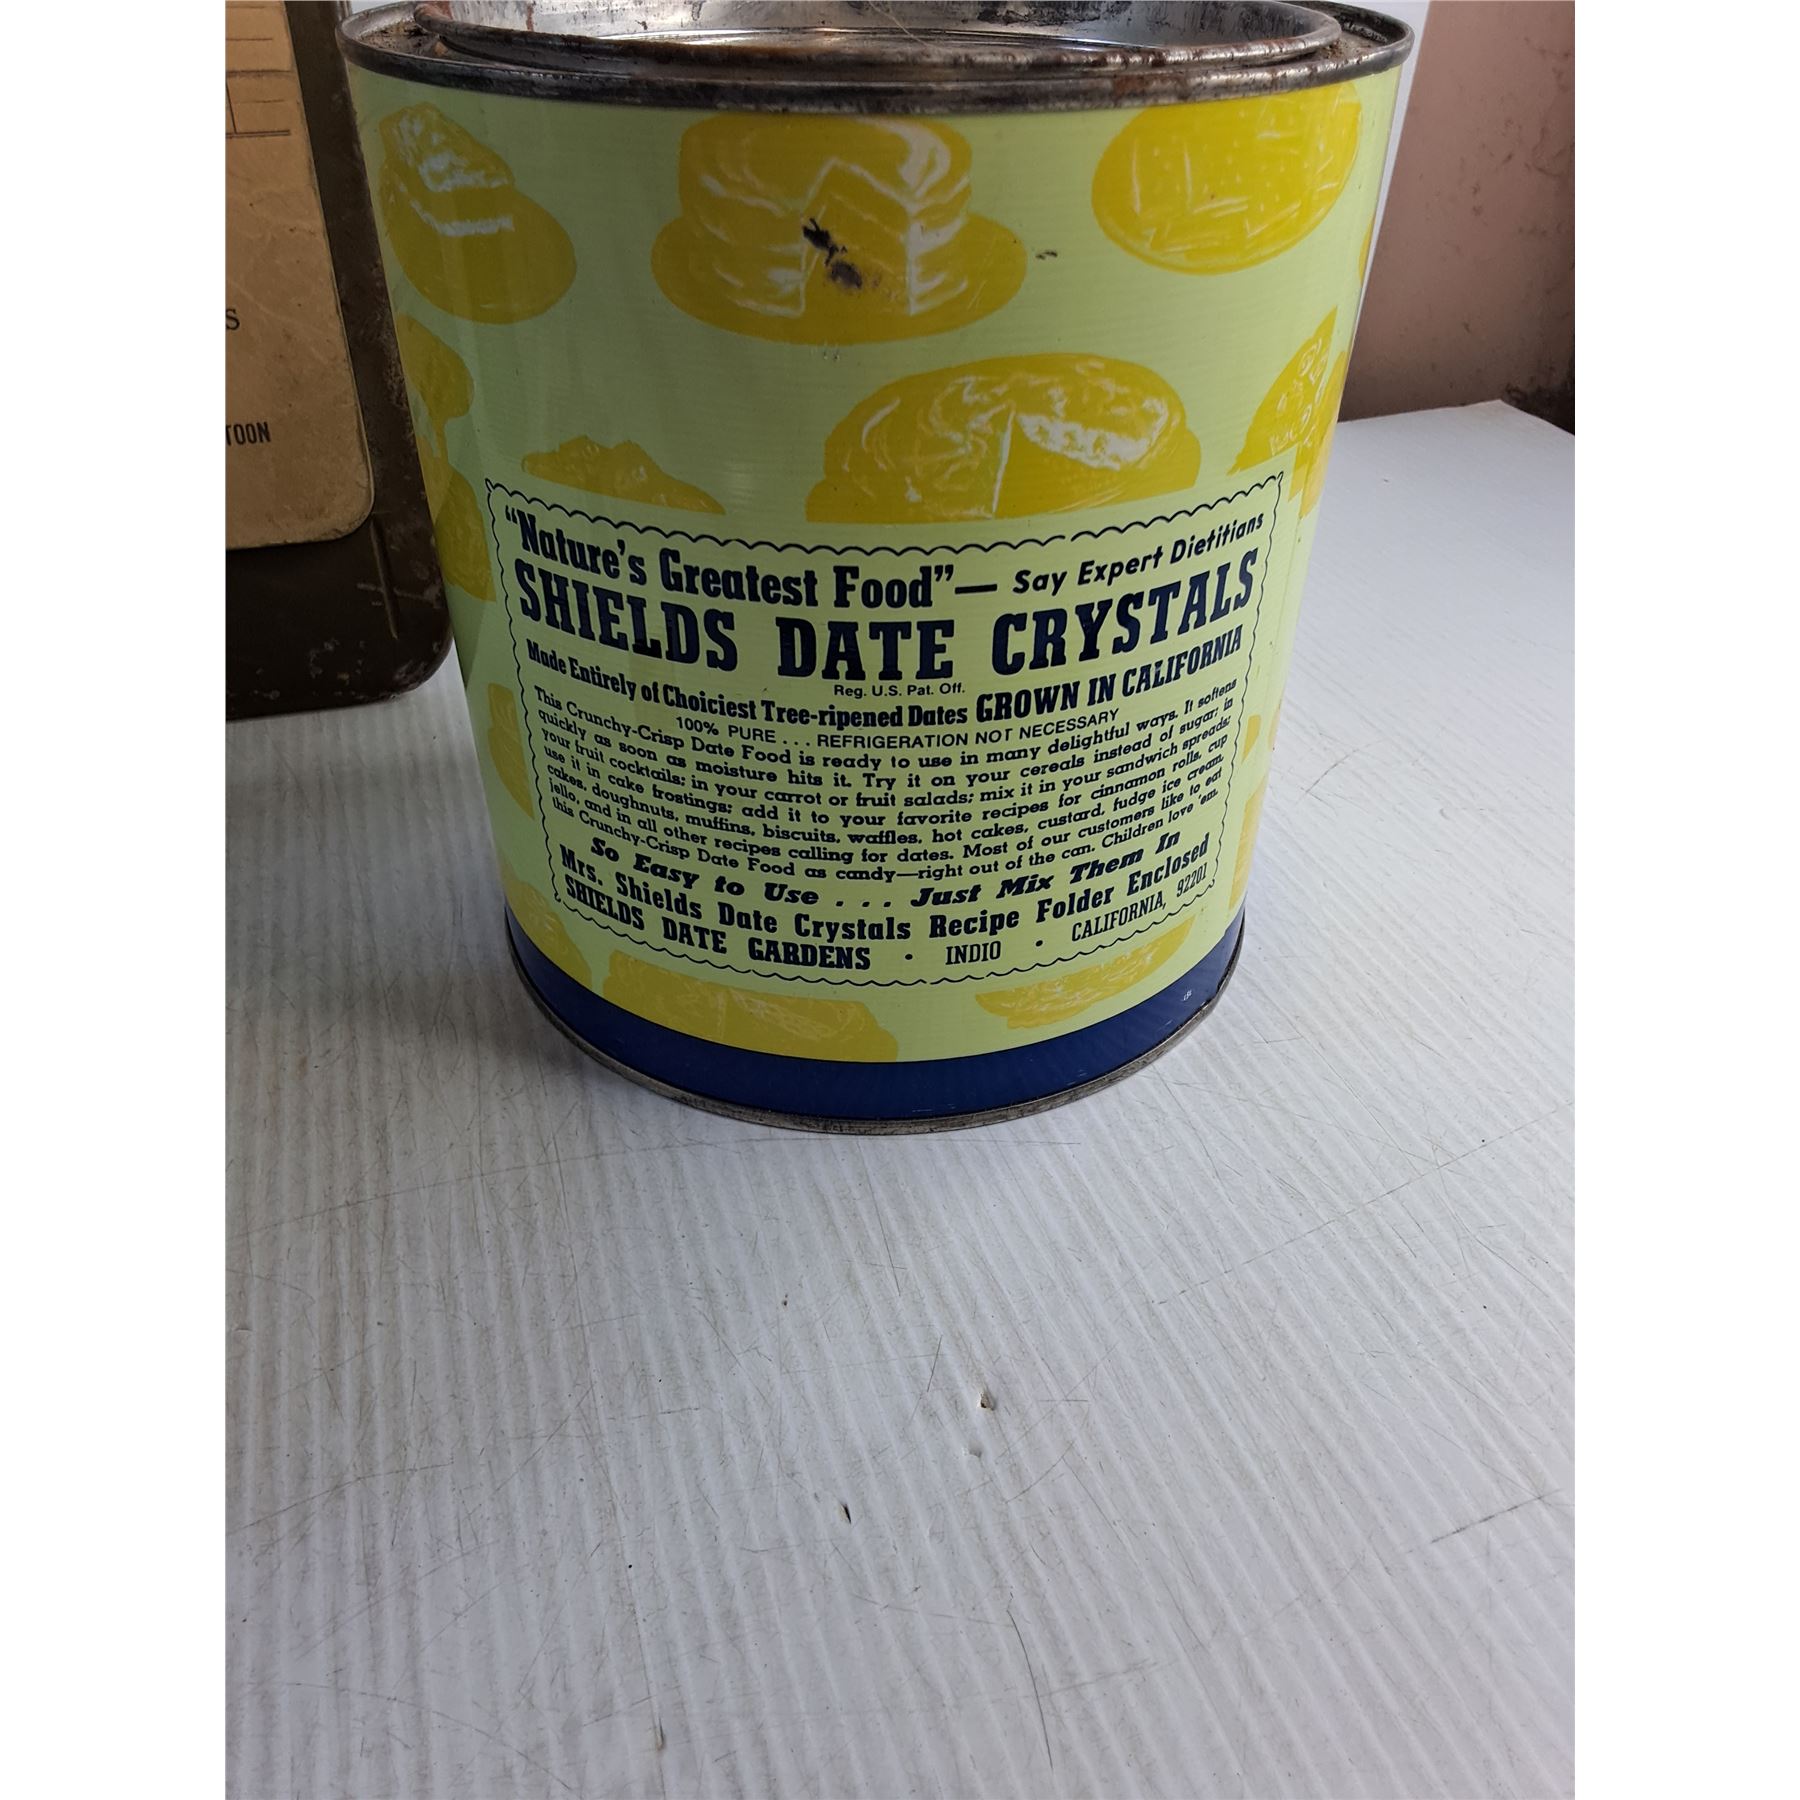 S
TOON
"Nature's Greatest Food"— Say Expert Dietitians
SHIELDS DATE CRYSTALS
Reg. U.S. Pat. Off.
Made Entirely of Choiciest Tree-ripened Dates GROWN IN CALIFORNIA
100% PURE . . . REFRIGERATION NOT NECESSARY
This Crunchy-Crisp Date Food is ready to use in many delightful ways. It softens
quickly as soon as moisture hits it. Try it on your cereals instead of sugar; in
your fruit cocktails; in your carrot or fruit salads; mix it in your sandwich spreads;
use it in cake frostings; add it to your favorite recipes for cinnamon rolls, cup
cakes, doughnuts, muffins, biscuits, waffles, hot cakes, custard, fudge ice cream,
jello, and in all other recipes calling for dates. Most of our customers like to eat
this Crunchy-Crisp Date Food as candy—right out of the can. Children love 'em.
So Easy to Use . . . Just Mix Them In
Mrs. Shields Date Crystals Recipe Folder Enclosed
SHIELDS DATE GARDENS • INDIO • CALIFORNIA, 92201